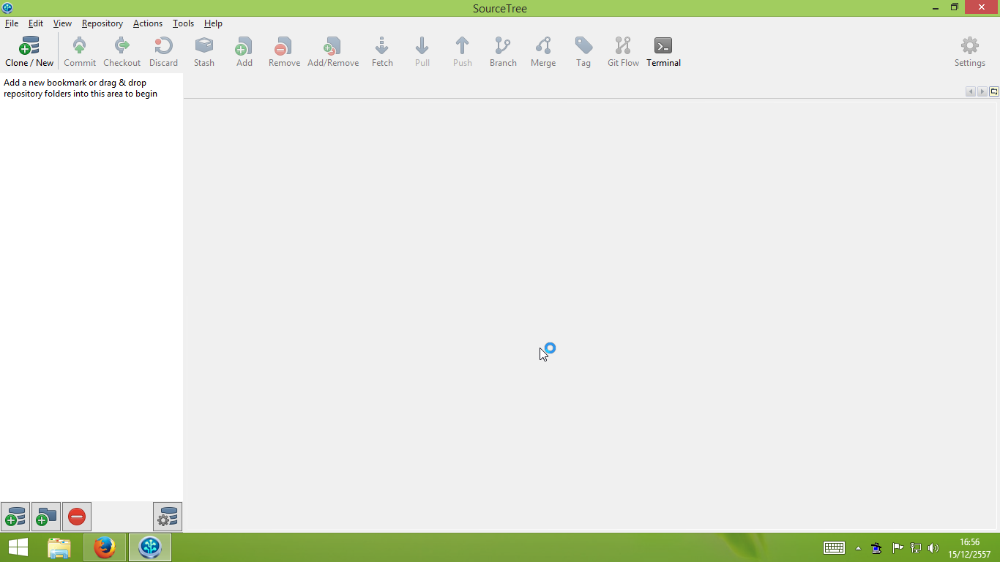 SourceTree
File Edit View Repository Actions Tools Help
Clone / New Commit Checkout Discard Stash Add Remove Add/Remove Fetch Pull Push Branch Merge Tag Git Flow Terminal Settings
Add a new bookmark or drag & drop
repository folders into this area to begin
16:56
15/12/2557